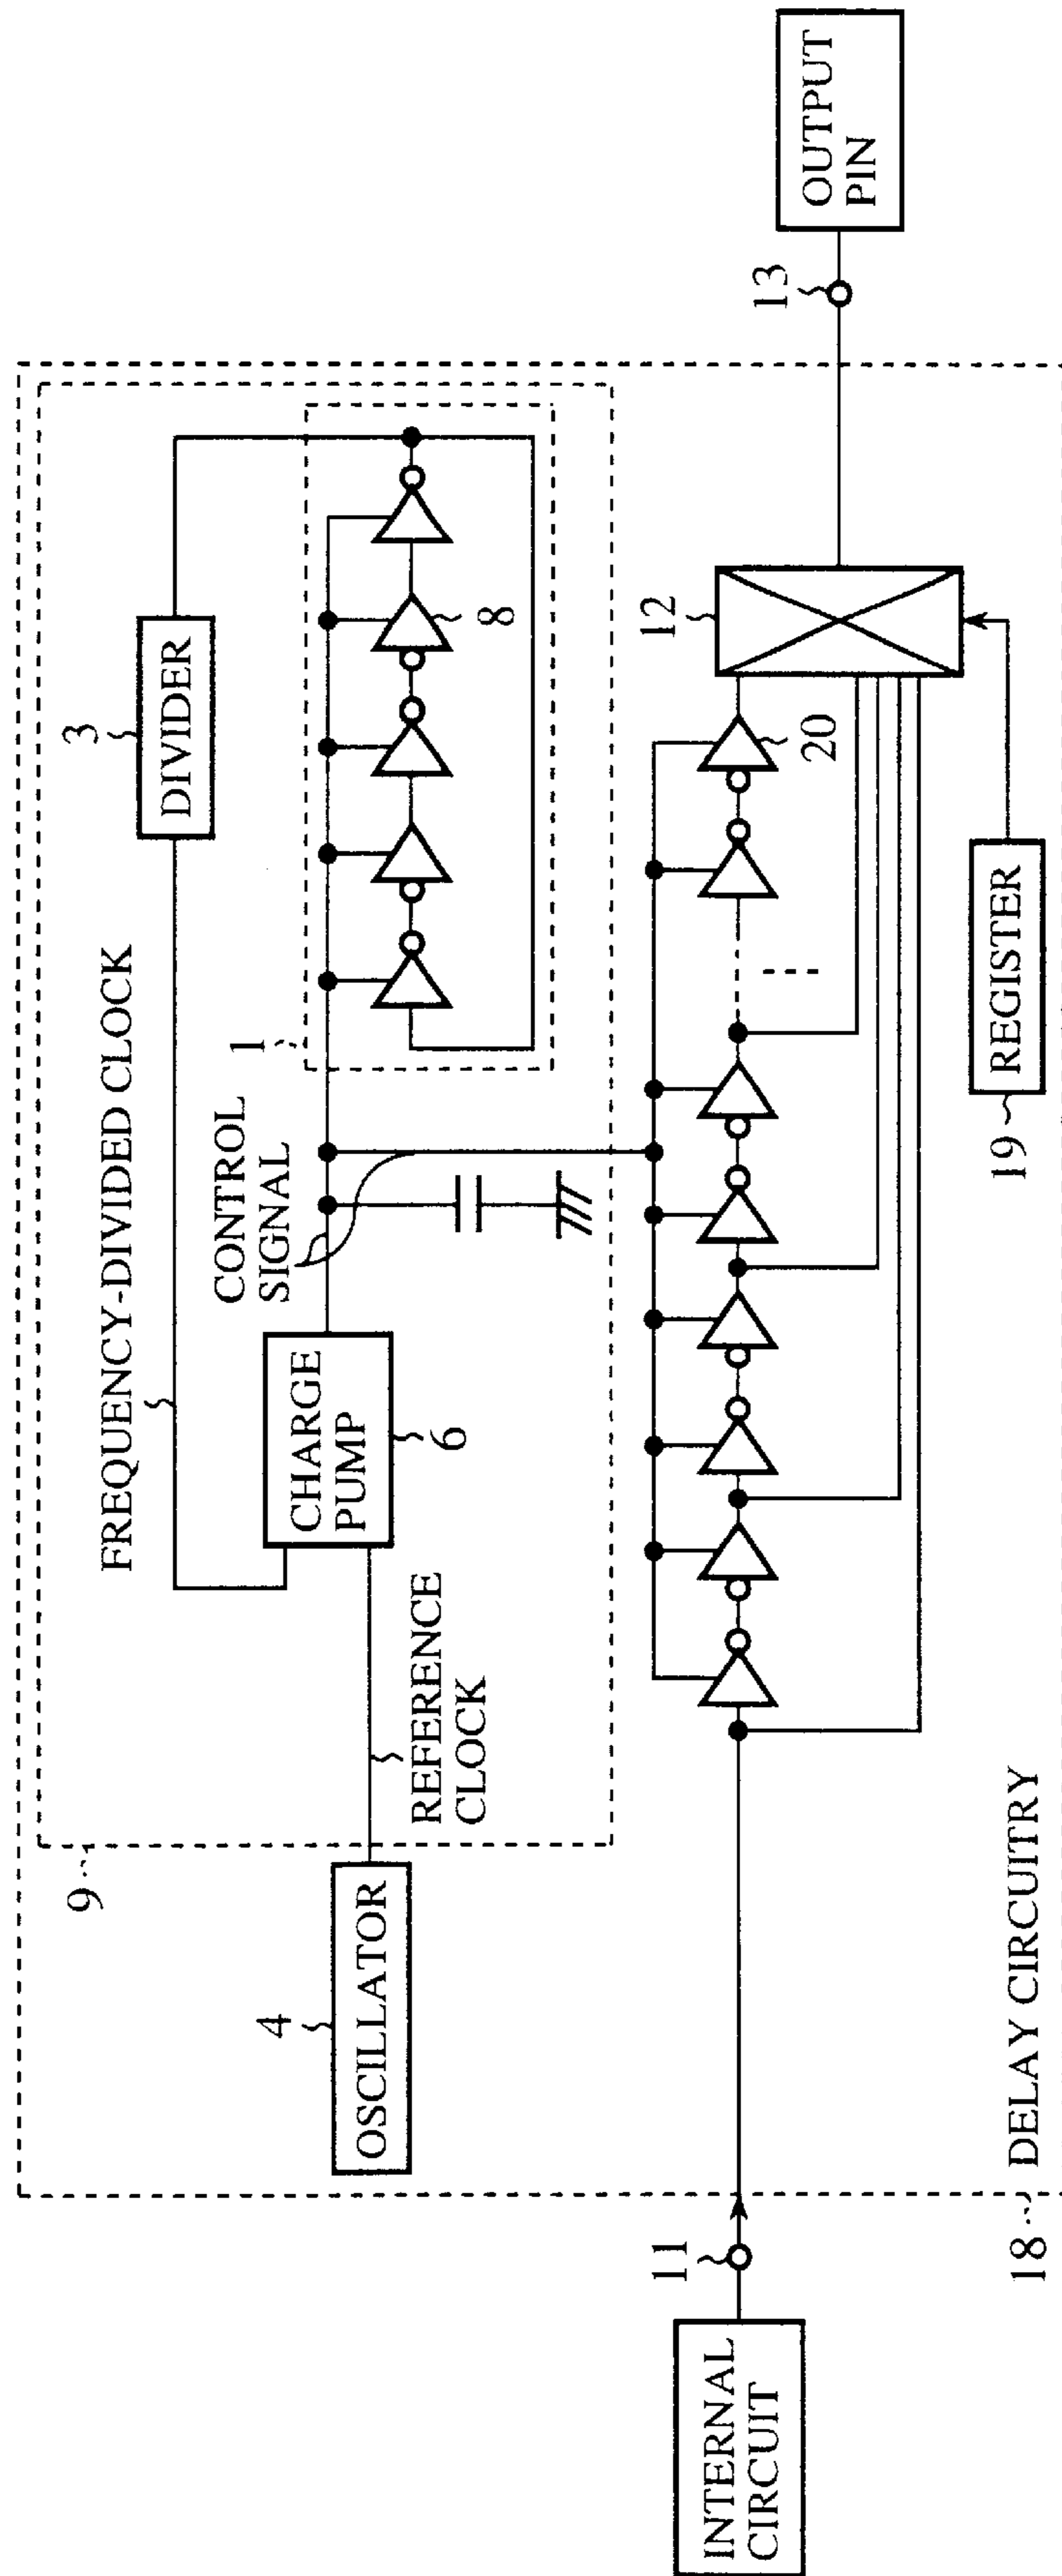 FREQUENCY-DIVIDED CLOCK
3
DIVIDER
9
CONTROL
SIGNAL
1
8
4
OSCILLATOR
REFERENCE
CLOCK
CHARGE
PUMP
6
INTERNAL
CIRCUIT
11
20
12
13
OUTPUT
PIN
18
DELAY CIRCUITRY
19
REGISTER